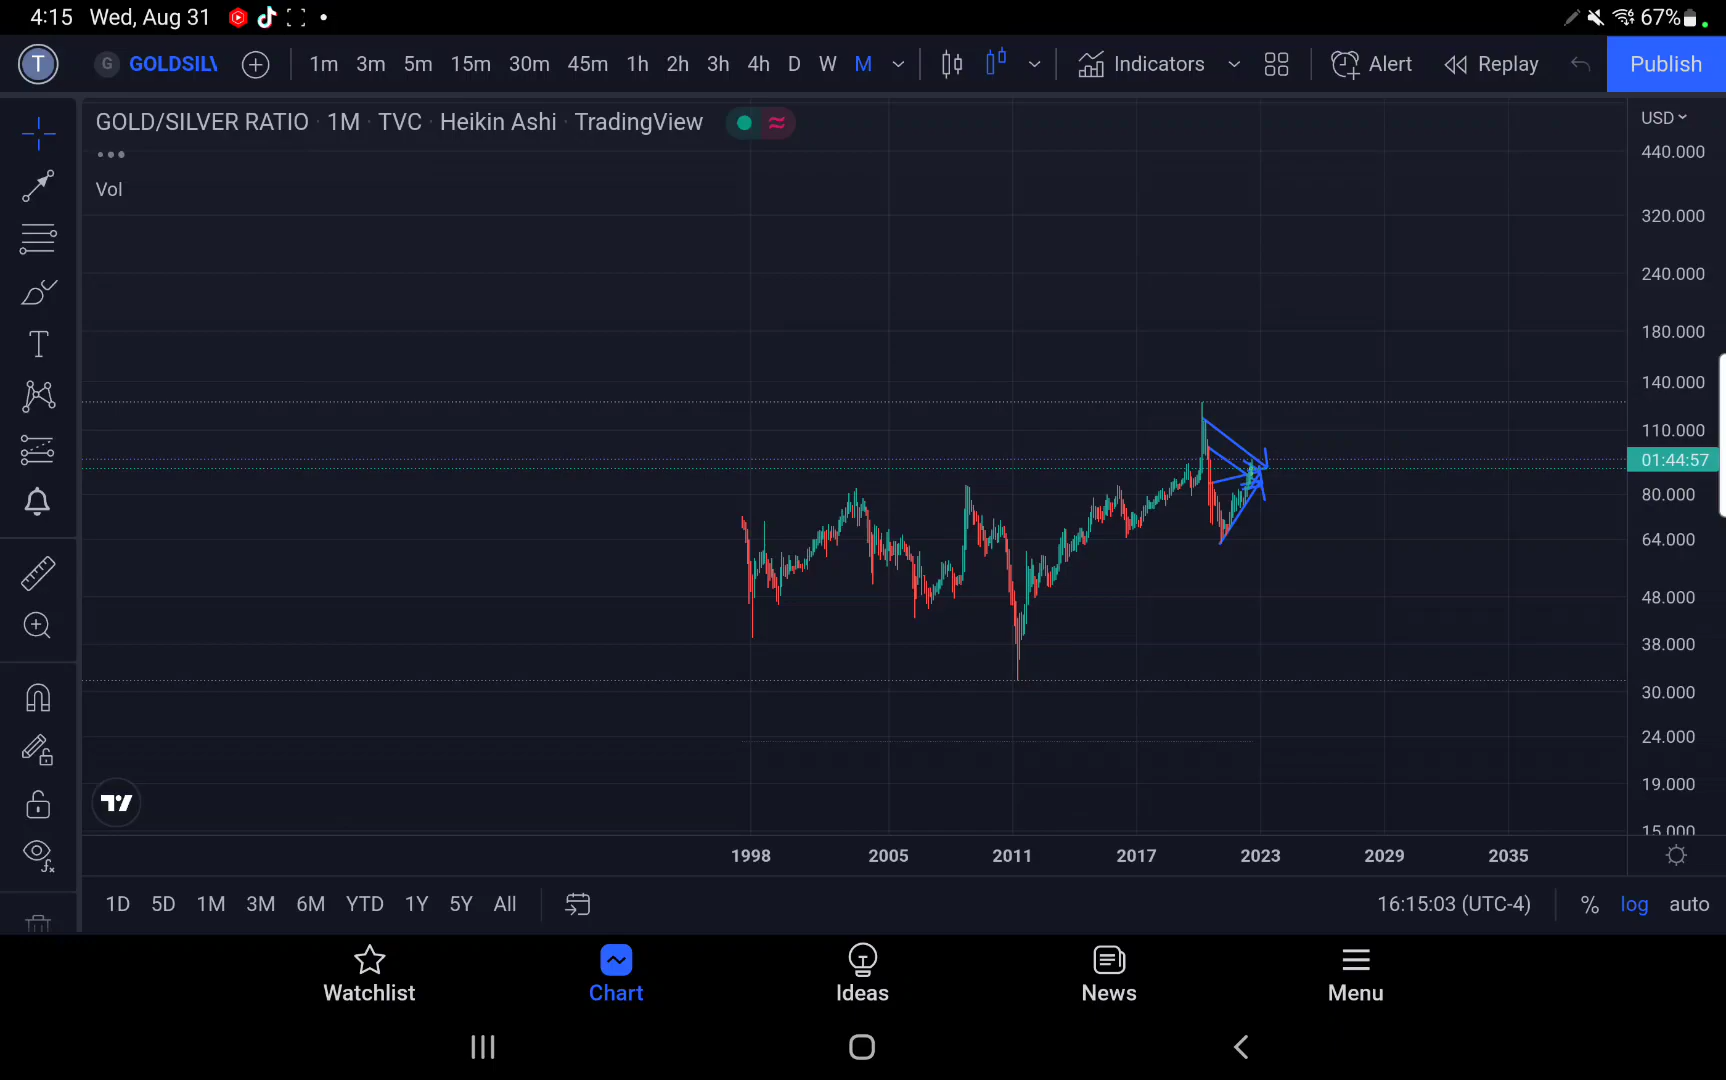 4:15 Wed, Aug 31 67%
T G GOLDSILV 1m 3m 5m 15m 30m 45m 1h 2h 3h 4h D W M Indicators Alert Replay Publish
GOLD/SILVER RATIO · 1M · TVC · Heikin Ashi · TradingView
Vol
USD
440.000
320.000
240.000
180.000
140.000
110.000
01:44:57
80.000
64.000
48.000
38.000
30.000
24.000
19.000
15.000
1998 2005 2011 2017 2023 2029 2035
1D 5D 1M 3M 6M YTD 1Y 5Y All 16:15:03 (UTC-4) % log auto
Watchlist Chart Ideas News Menu